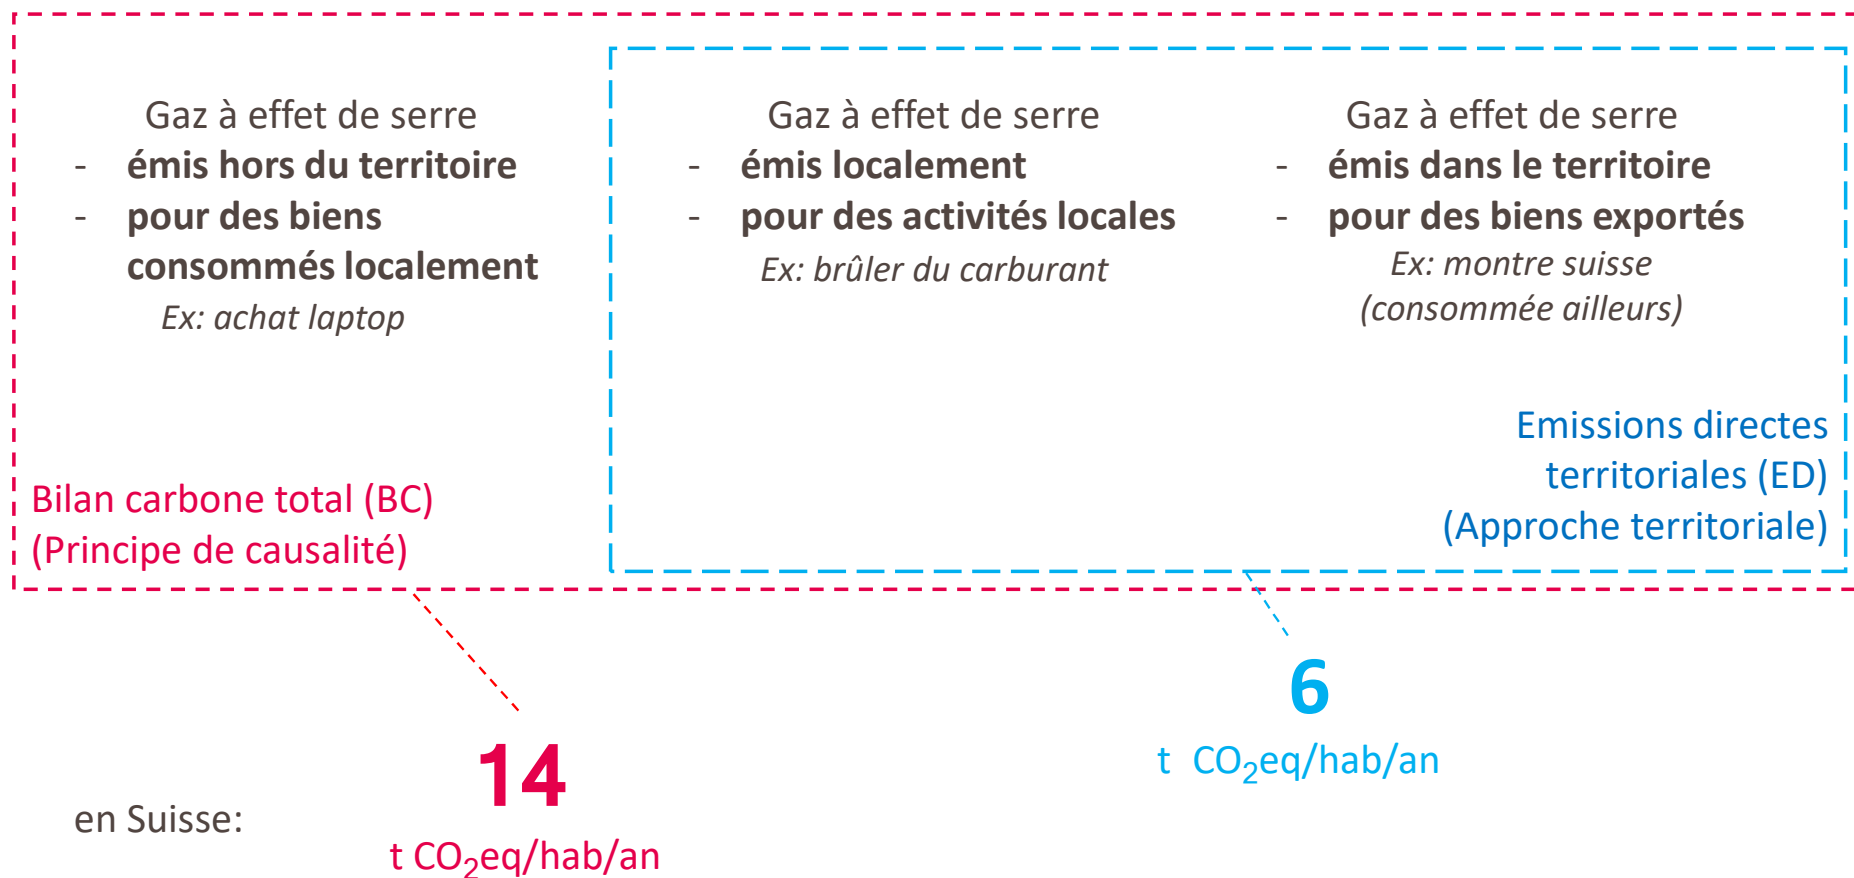 Gaz à effet de serre
- émis hors du territoire
- pour des biens
consommés localement
Ex: achat laptop
Gaz à effet de serre
- émis localement
- pour des activités locales
Ex: brûler du carburant
Gaz à effet de serre
- émis dans le territoire
- pour des biens exportés
Ex: montre suisse
(consommée ailleurs)
Emissions directes
territoriales (ED)
(Approche territoriale)
Bilan carbone total (BC)
(Principe de causalité)
6
t CO₂eq/hab/an
14
t CO₂eq/hab/an
en Suisse: